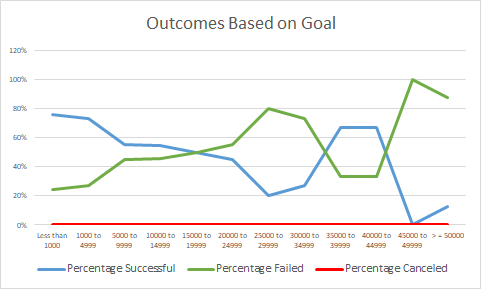 Outcomes Based on Goal
120%
100%
80%
60%
40%
20%
0%
Less than 1000 to 5000 to 10000 to 15000 to 20000 to 25000 to 30000 to 35000 to 40000 to 45000 to > = 50000
1000 4999 9999 14999 19999 24999 29999 34999 39999 44999 49999
Percentage Successful Percentage Failed Percentage Canceled